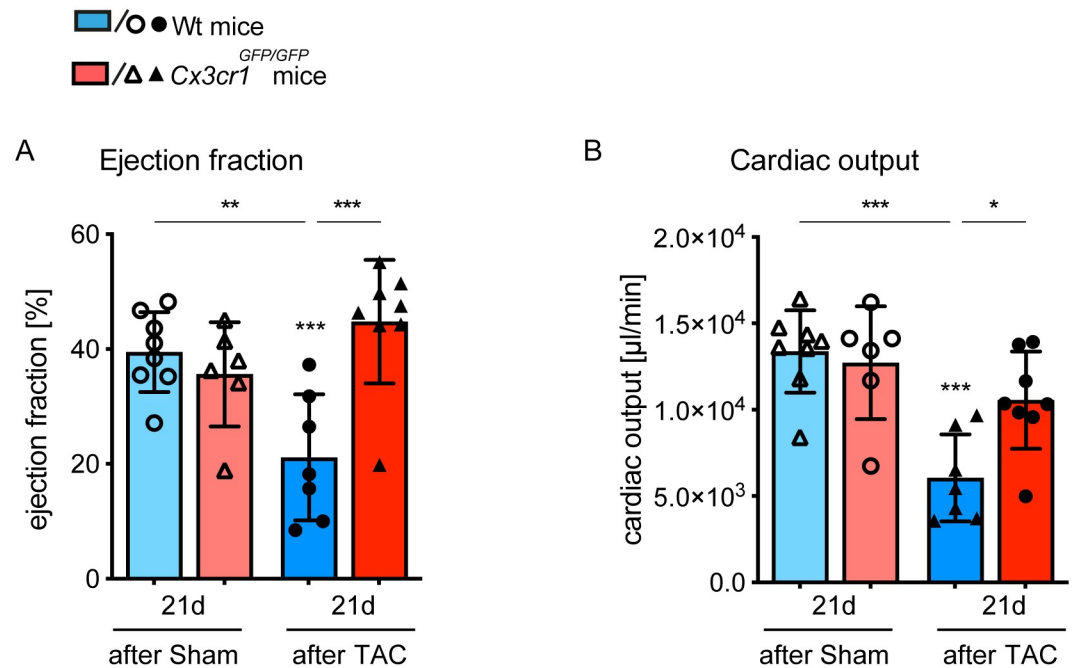 /○ ● Wt mice
/△ ▲ Cx3cr1 GFP/GFP mice
A Ejection fraction
** ***
ejection fraction [%]
60
40
20
0
***
21d 21d
after Sham after TAC
B Cardiac output
*** *
cardiac output [µl/min]
2.0×10⁴
1.5×10⁴
1.0×10⁴
5.0×10³
0.0
***
21d 21d
after Sham after TAC